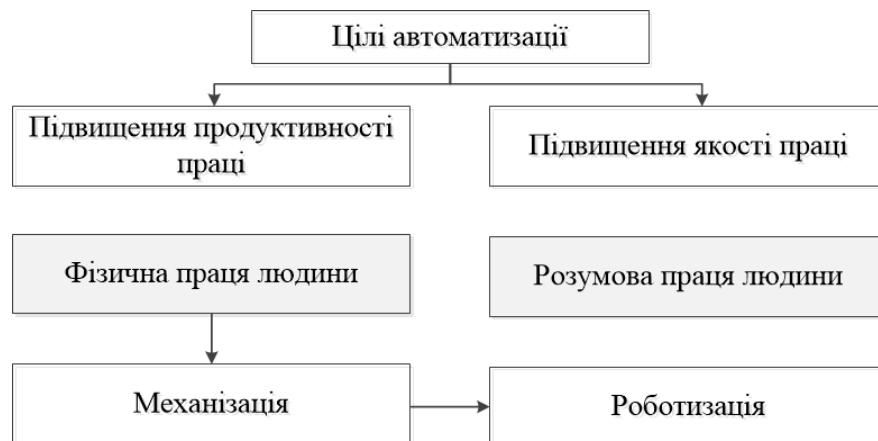 Цілі автоматизації
Підвищення продуктивності
праці
Підвищення якості праці
Фізична праця людини
Розумова праця людини
Механізація
Роботизація